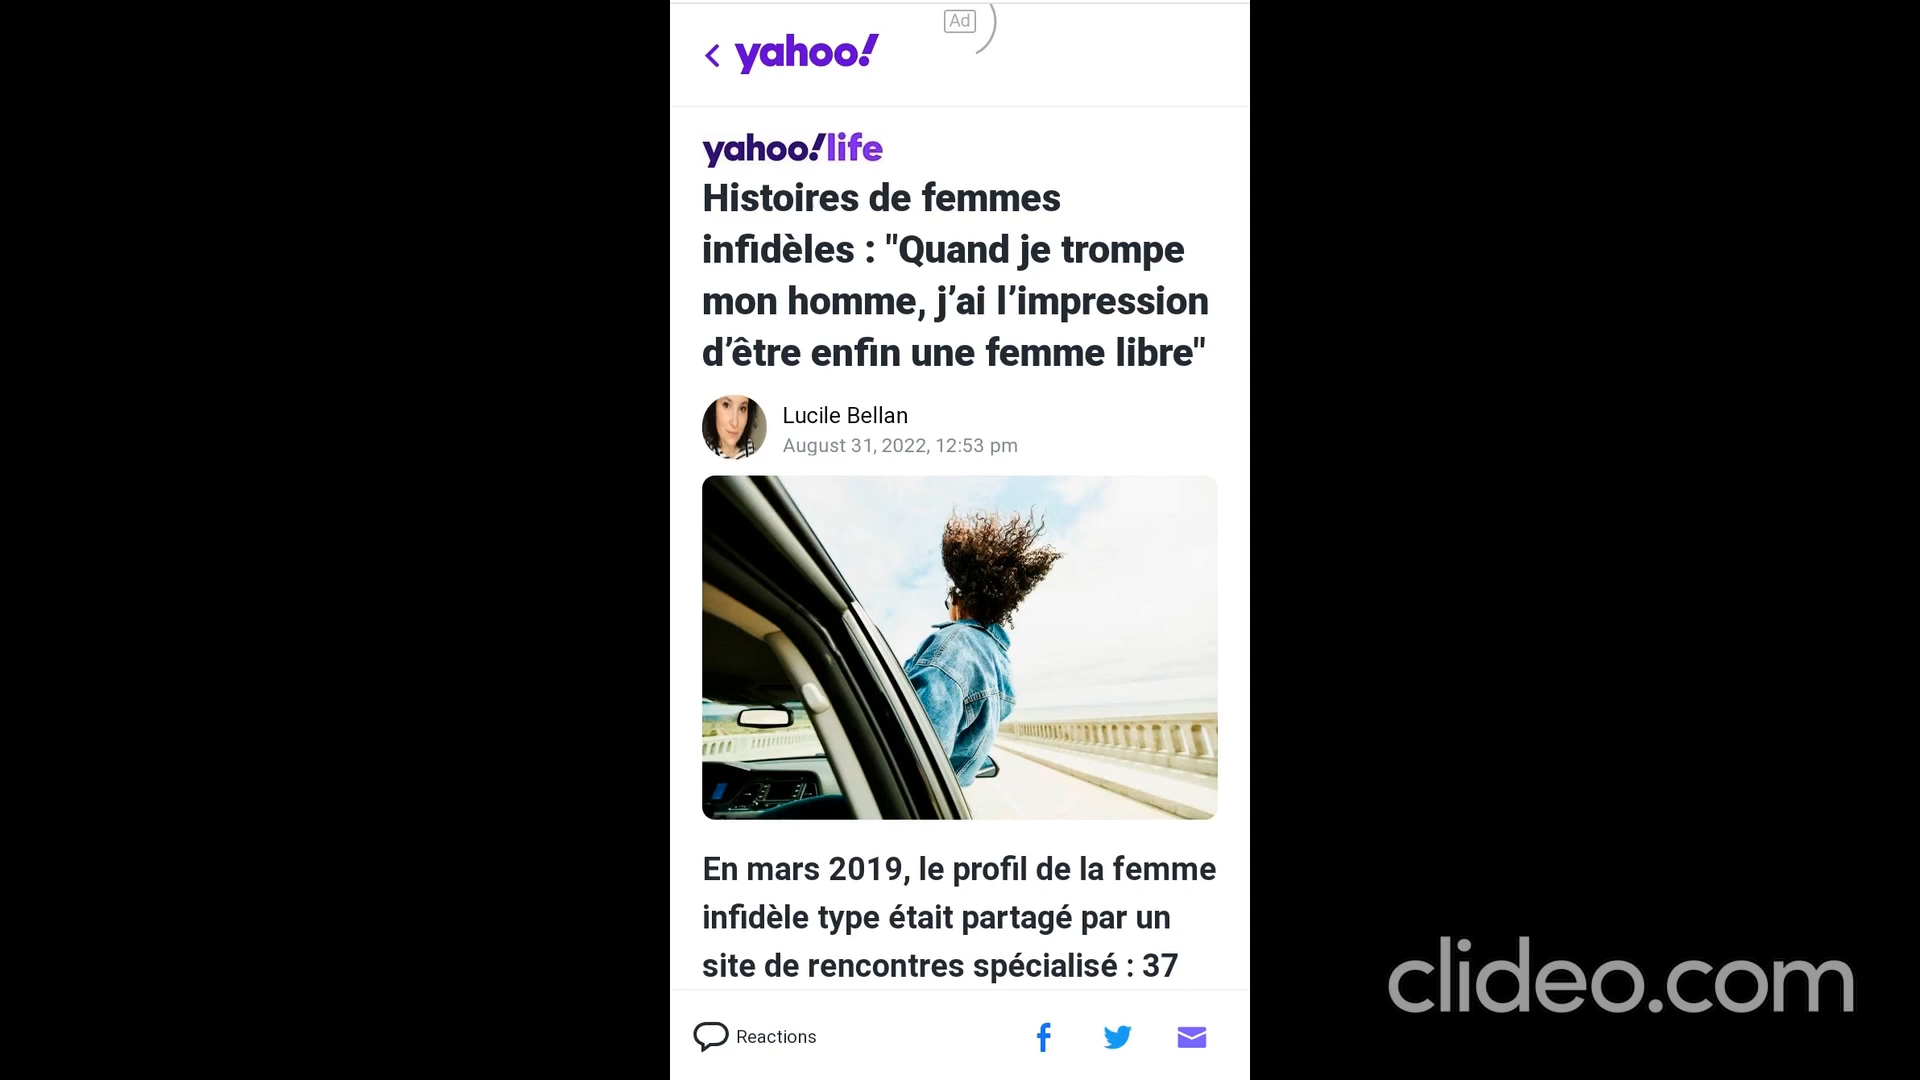 Ad
yahoo!
yahoo!life
Histoires de femmes
infidèles : "Quand je trompe
mon homme, j’ai l’impression
d’être enfin une femme libre"
Lucile Bellan
August 31, 2022, 12:53 pm
En mars 2019, le profil de la femme
infidèle type était partagé par un
site de rencontres spécialisé : 37
Reactions
clideo.com